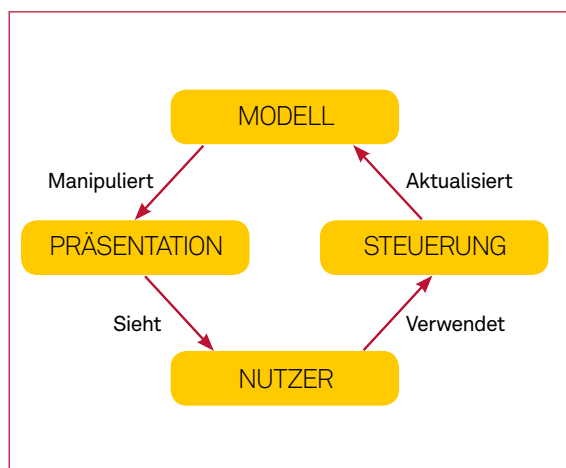 MODELL
Manipuliert
Aktualisiert
PRÄSENTATION
STEUERUNG
Sieht
Verwendet
NUTZER